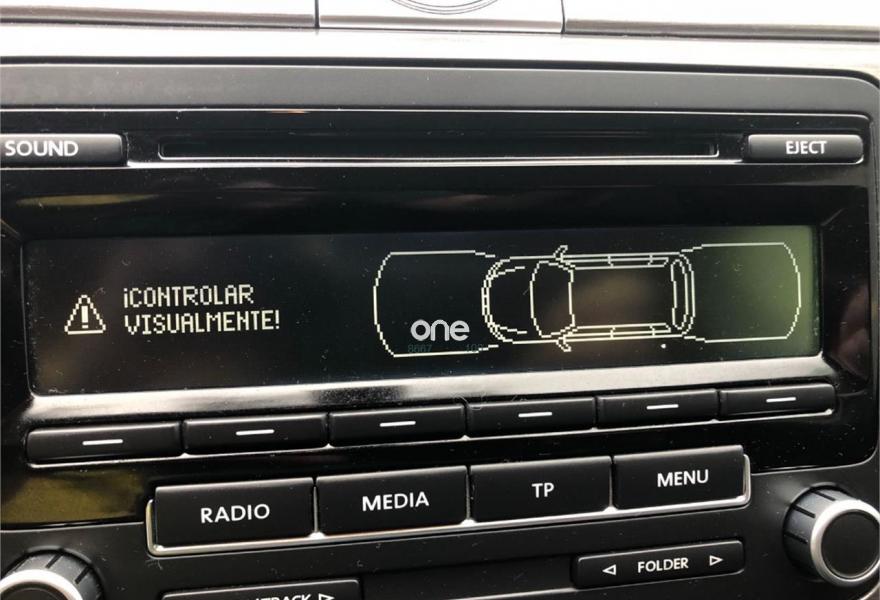 SOUND
EJECT
¡CONTROLAR
VISUALMENTE!
one
RADIO
MEDIA
TP
MENU
FOLDER